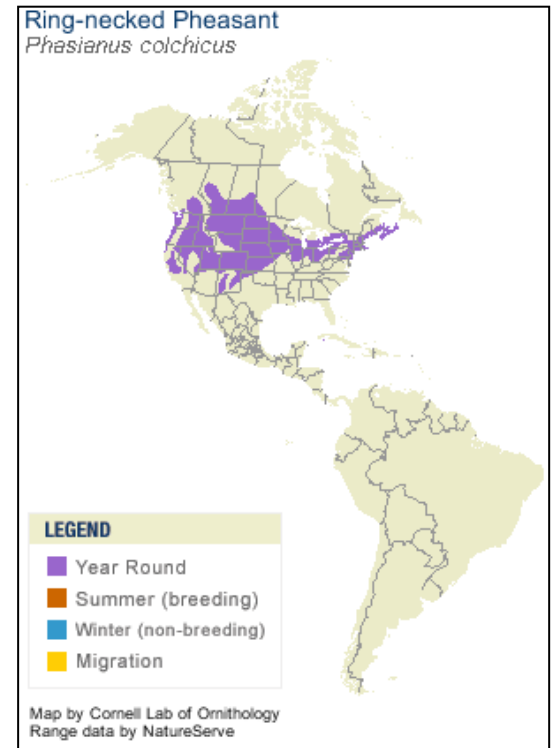 Ring-necked Pheasant
Phasianus colchicus
LEGEND
Year Round
Summer (breeding)
Winter (non-breeding)
Migration
Map by Cornell Lab of Ornithology
Range data by NatureServe